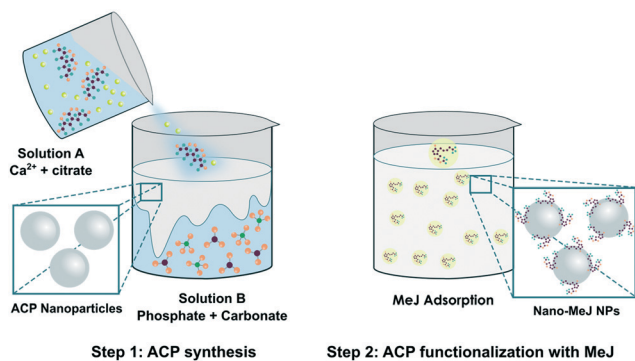 Solution A
Ca²⁺ + citrate
ACP Nanoparticles
Solution B
Phosphate + Carbonate
MeJ Adsorption
Nano-MeJ NPs
Step 1: ACP synthesis
Step 2: ACP functionalization with MeJ